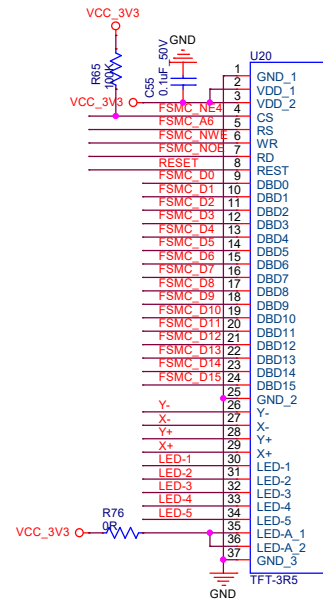 VCC_3V3
GND
R65
100K
C55
0.1uF_50V
U20
VCC_3V3
1 GND_1
2 VDD_1
3 VDD_2
FSMC_NE4 4 CS
FSMC_A6 5 RS
FSMC_NWE 6 WR
FSMC_NOE 7 RD
RESET 8 REST
FSMC_D0 9 DBD0
FSMC_D1 10 DBD1
FSMC_D2 11 DBD2
FSMC_D3 12 DBD3
FSMC_D4 13 DBD4
FSMC_D5 14 DBD5
FSMC_D6 15 DBD6
FSMC_D7 16 DBD7
FSMC_D8 17 DBD8
FSMC_D9 18 DBD9
FSMC_D10 19 DBD10
FSMC_D11 20 DBD11
FSMC_D12 21 DBD12
FSMC_D13 22 DBD13
FSMC_D14 23 DBD14
FSMC_D15 24 DBD15
25 GND_2
Y- 26 Y-
X- 27 X-
Y+ 28 Y+
X+ 29 X+
LED-1 30 LED-1
LED-2 31 LED-2
LED-3 32 LED-3
LED-4 33 LED-4
LED-5 34 LED-5
R76
0R
VCC_3V3
35 LED-A_1
36 LED-A_2
37 GND_3
TFT-3R5
GND